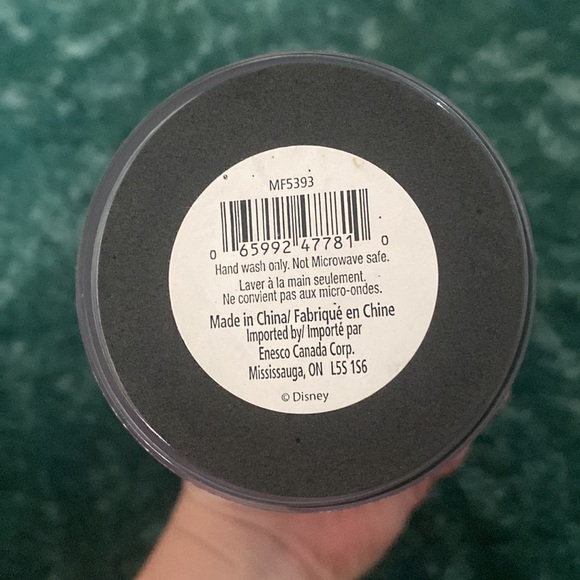 MF5393
0 65992 47781 0
Hand wash only. Not Microwave safe.
Laver à la main seulement.
Ne convient pas aux micro-ondes.
Made in China/ Fabriqué en Chine
Imported by/ Importé par
Enesco Canada Corp.
Mississauga, ON L5S 1S6
© Disney